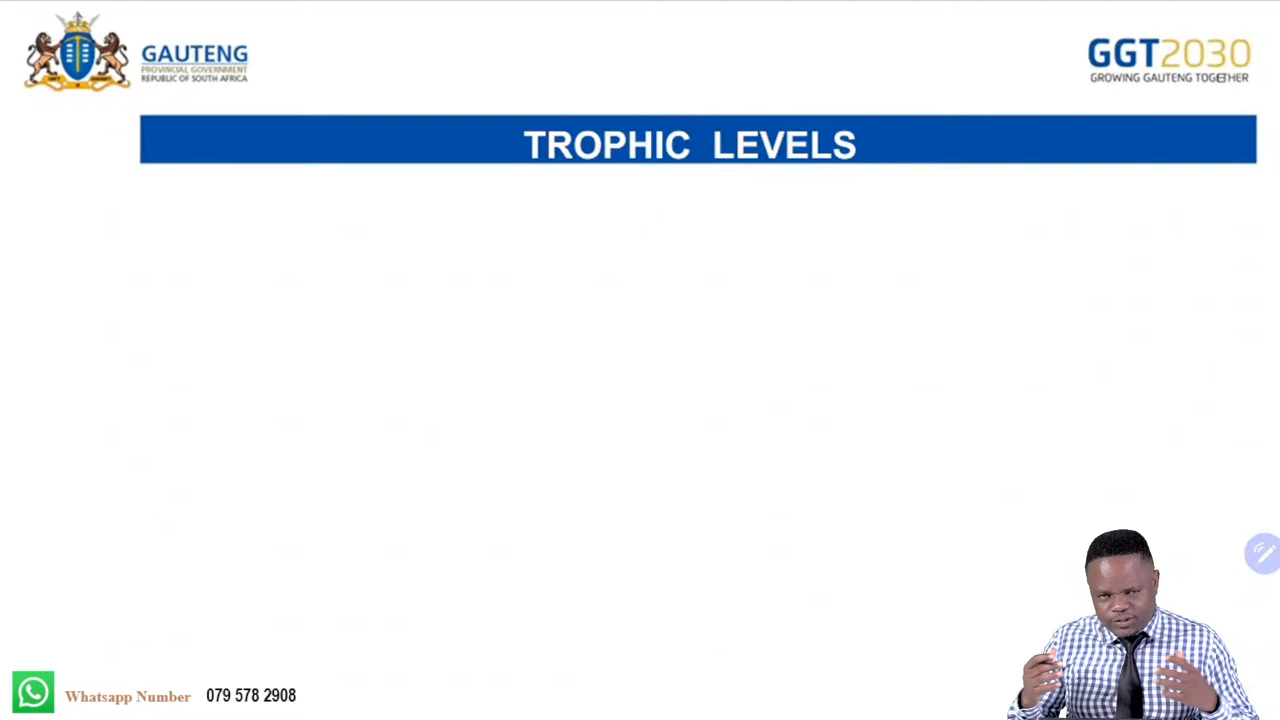 GAUTENG
PROVINCIAL GOVERNMENT
REPUBLIC OF SOUTH AFRICA
GGT2030
GROWING GAUTENG TOGETHER
TROPHIC LEVELS
Whatsapp Number 079 578 2908